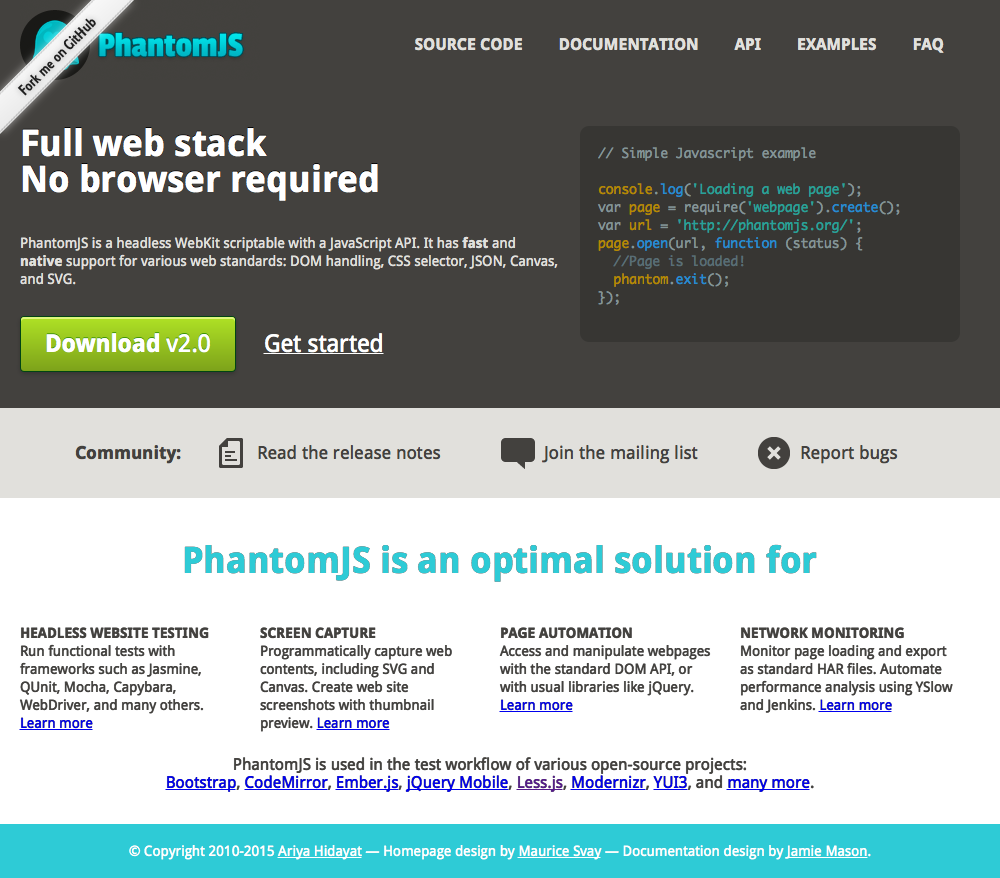 Fork me on GitHub
PhantomJS
SOURCE CODE DOCUMENTATION API EXAMPLES FAQ
Full web stack
No browser required
PhantomJS is a headless WebKit scriptable with a JavaScript API. It has fast and
native support for various web standards: DOM handling, CSS selector, JSON, Canvas,
and SVG.
Download v2.0
Get started
// Simple Javascript example
console.log('Loading a web page');
var page = require('webpage').create();
var url = 'http://phantomjs.org/';
page.open(url, function (status) {
//Page is loaded!
phantom.exit();
});
Community: Read the release notes Join the mailing list Report bugs
PhantomJS is an optimal solution for
HEADLESS WEBSITE TESTING
Run functional tests with
frameworks such as Jasmine,
QUnit, Mocha, Capybara,
WebDriver, and many others.
Learn more
SCREEN CAPTURE
Programmatically capture web
contents, including SVG and
Canvas. Create web site
screenshots with thumbnail
preview. Learn more
PAGE AUTOMATION
Access and manipulate webpages
with the standard DOM API, or
with usual libraries like jQuery.
Learn more
NETWORK MONITORING
Monitor page loading and export
as standard HAR files. Automate
performance analysis using YSlow
and Jenkins. Learn more
PhantomJS is used in the test workflow of various open-source projects:
Bootstrap, CodeMirror, Ember.js, jQuery Mobile, Less.js, Modernizr, YUI3, and many more.
© Copyright 2010-2015 Ariya Hidayat — Homepage design by Maurice Svay — Documentation design by Jamie Mason.